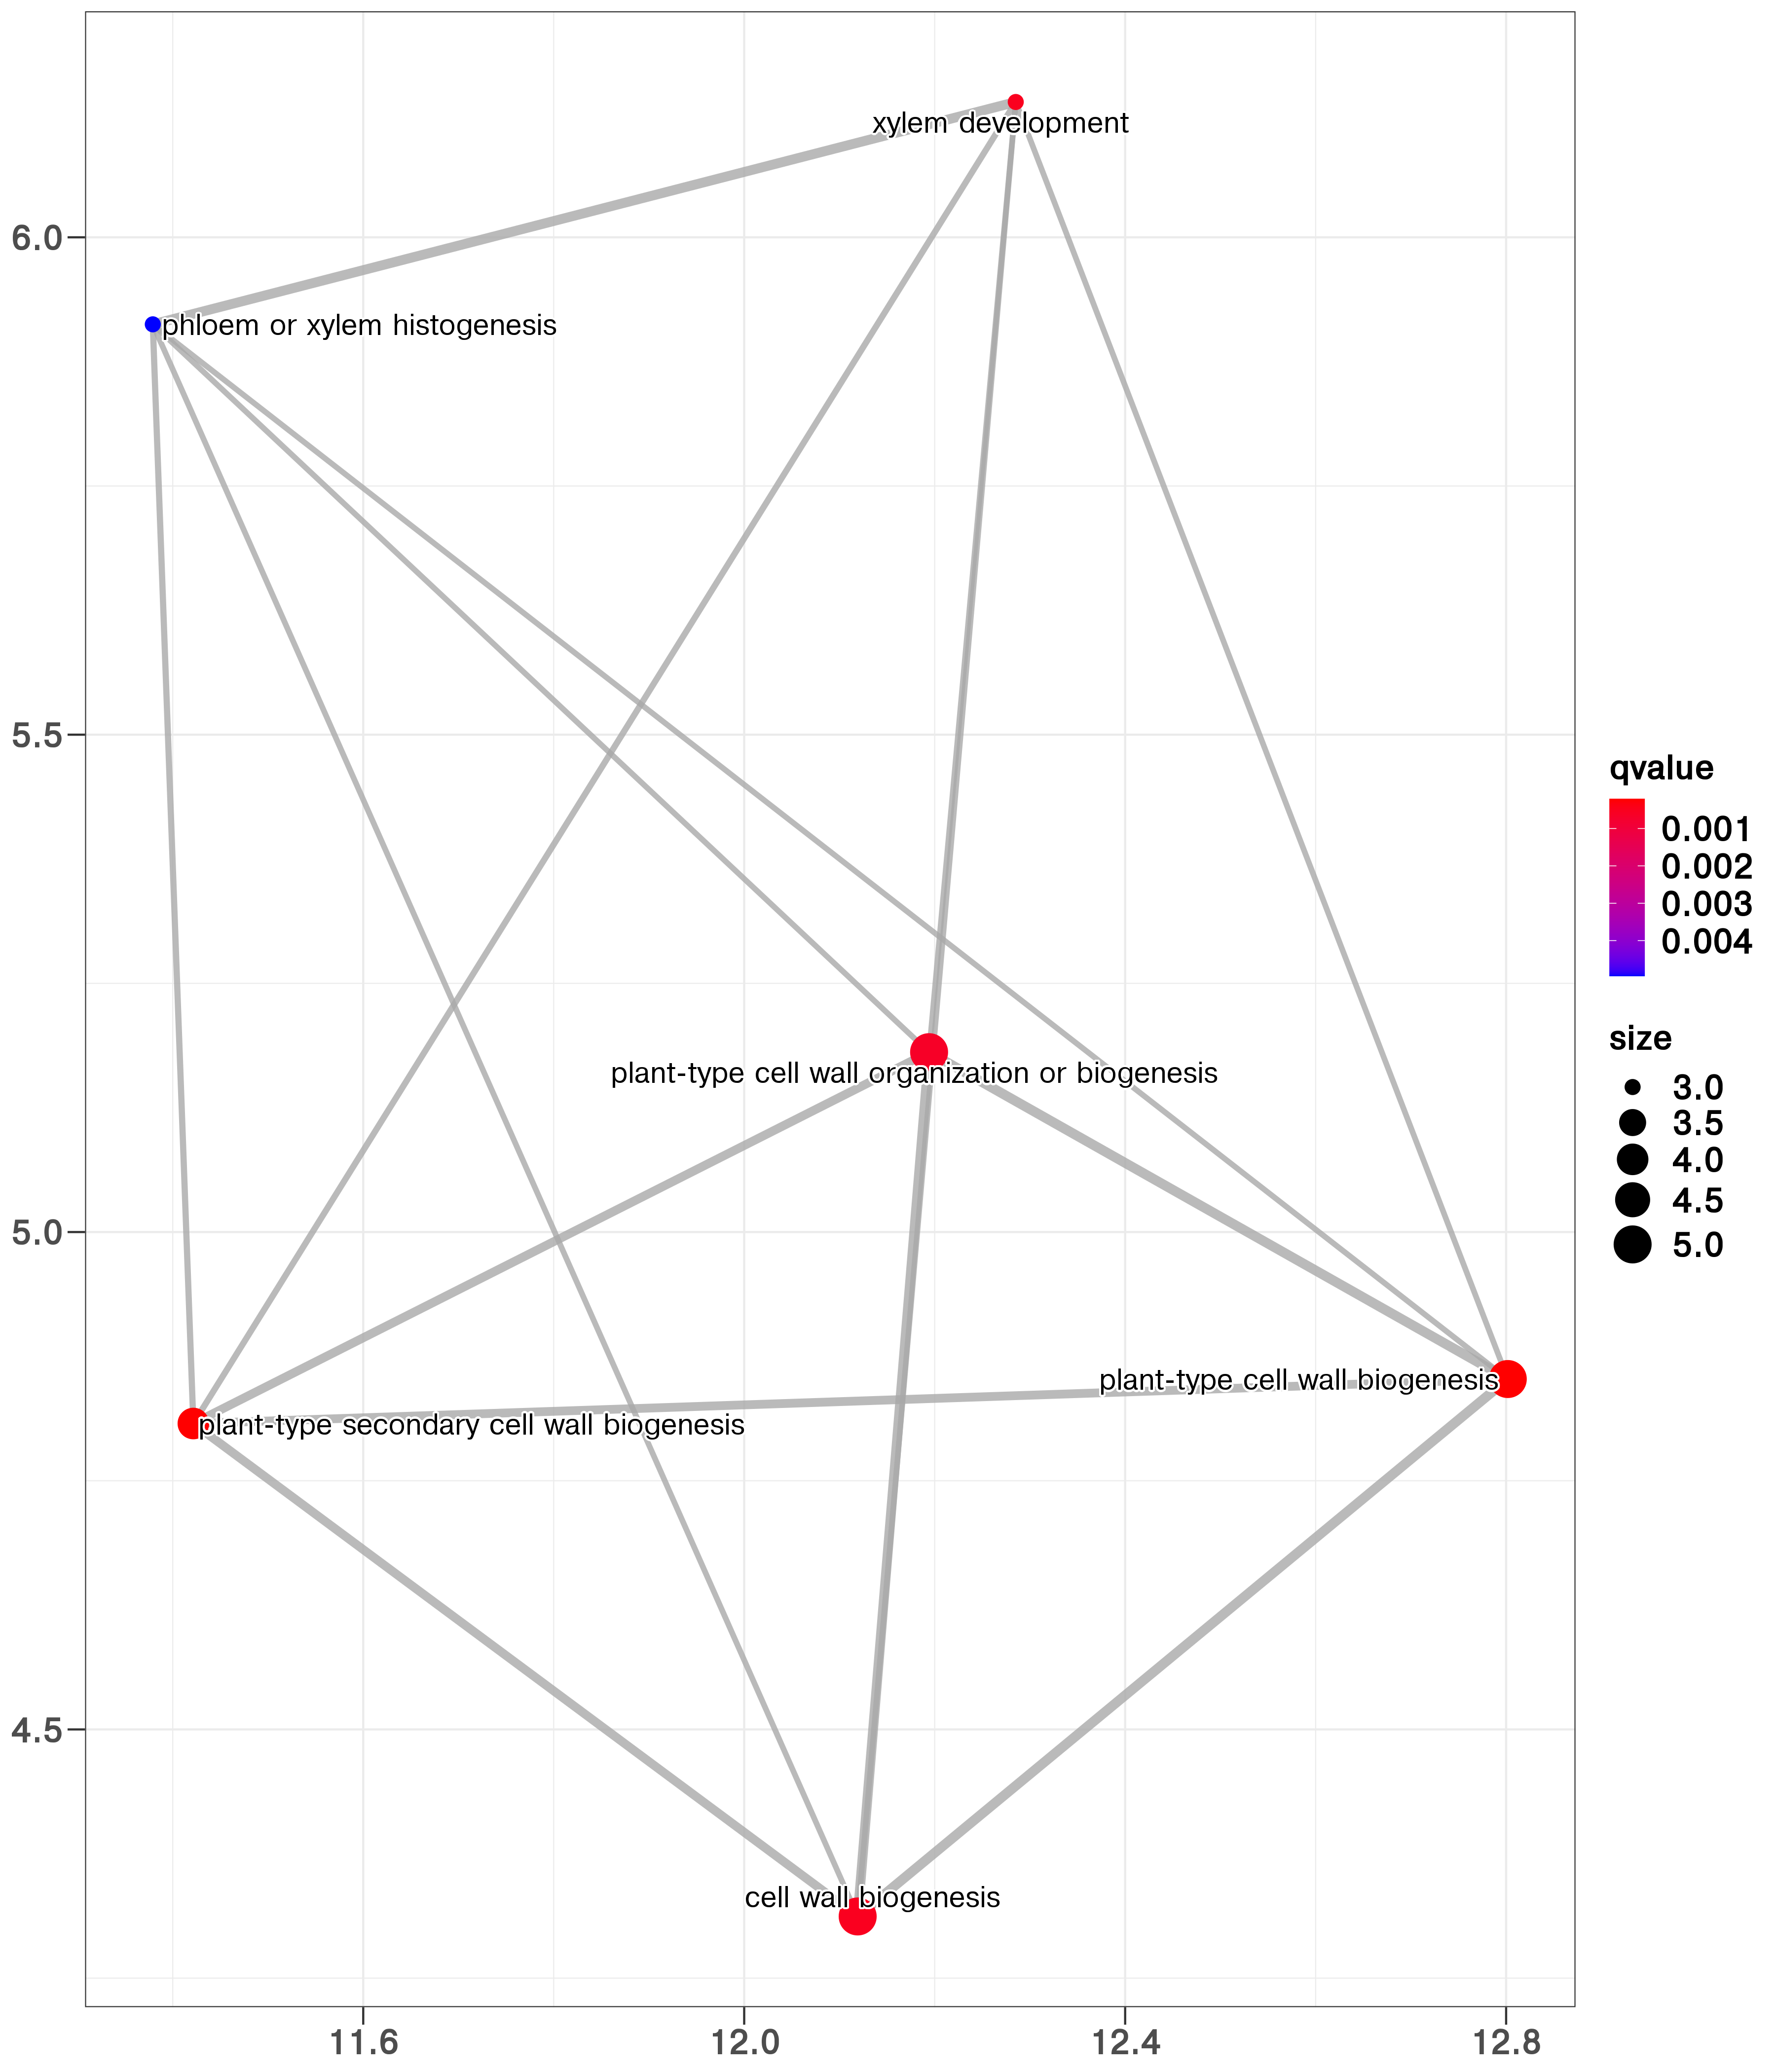 xylem development
6.0
phloem or xylem histogenesis
5.5
plant-type cell wall organization or biogenesis
5.0
plant-type cell wall biogenesis
plant-type secondary cell wall biogenesis
4.5
cell wall biogenesis
11.6 12.0 12.4 12.8
qvalue
0.001
0.002
0.003
0.004
size
3.0
3.5
4.0
4.5
5.0